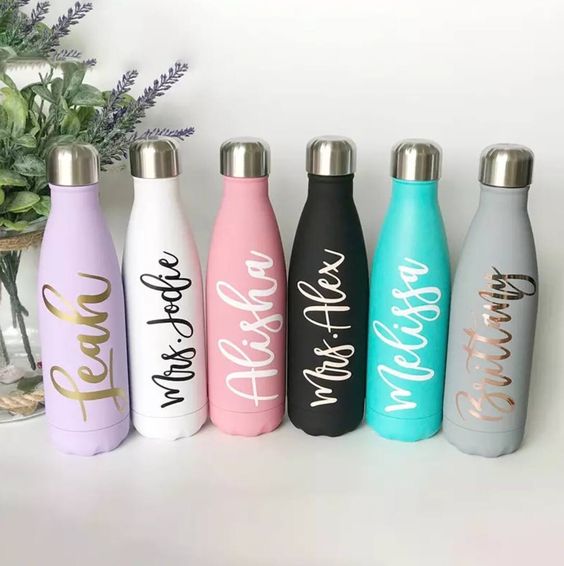 Leah
Mrs. Jodie
Alisha
Mrs. Alex
Melissa
Brittany